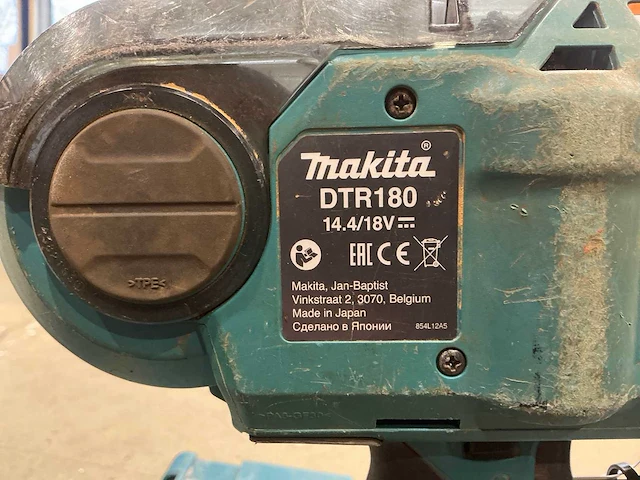 makita®
DTR180
14.4/18V
EAC CE
Makita, Jan-Baptist
Vinkstraat 2, 3070, Belgium
Made in Japan
Сделано в Японии 854L12A5
>TPE<